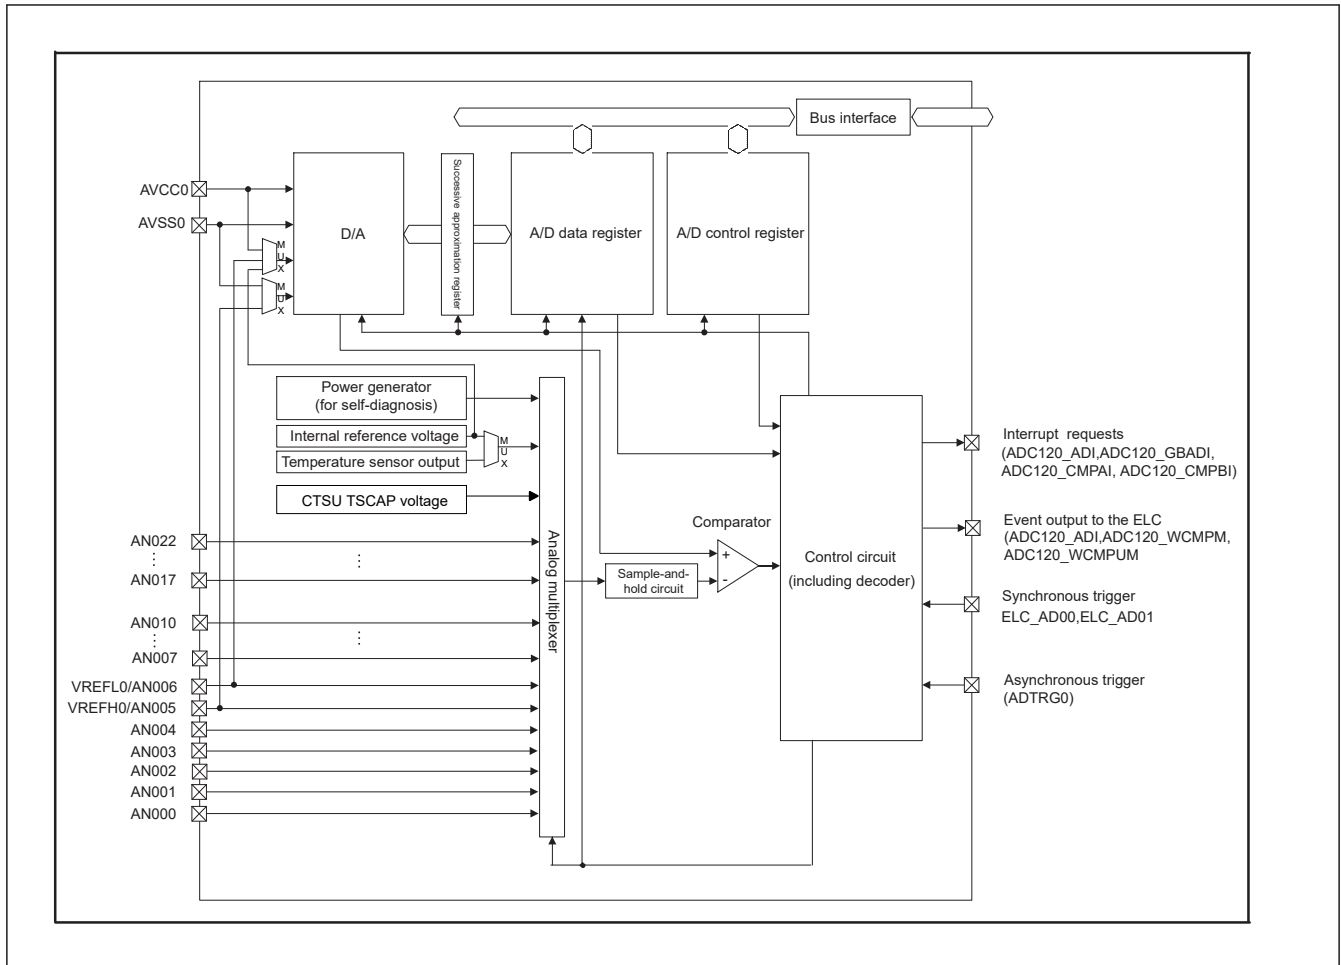 Bus interface
AVCC0
AVSS0
D/A
Successive approximation register
A/D data register
A/D control register
M
U
X
M
U
X
Power generator
(for self-diagnosis)
Internal reference voltage
Temperature sensor output
M
U
X
CTSU TSCAP voltage
Analog multiplexer
Comparator
+
-
Sample-and-
hold circuit
Control circuit
(including decoder)
Interrupt requests
(ADC120_ADI,ADC120_GBADI,
ADC120_CMPAI, ADC120_CMPBI)
Event output to the ELC
(ADC120_ADI,ADC120_WCMPM,
ADC120_WCMPUM
Synchronous trigger
ELC_AD00,ELC_AD01
Asynchronous trigger
(ADTRG0)
AN022
AN017
AN010
AN007
VREFL0/AN006
VREFH0/AN005
AN004
AN003
AN002
AN001
AN000